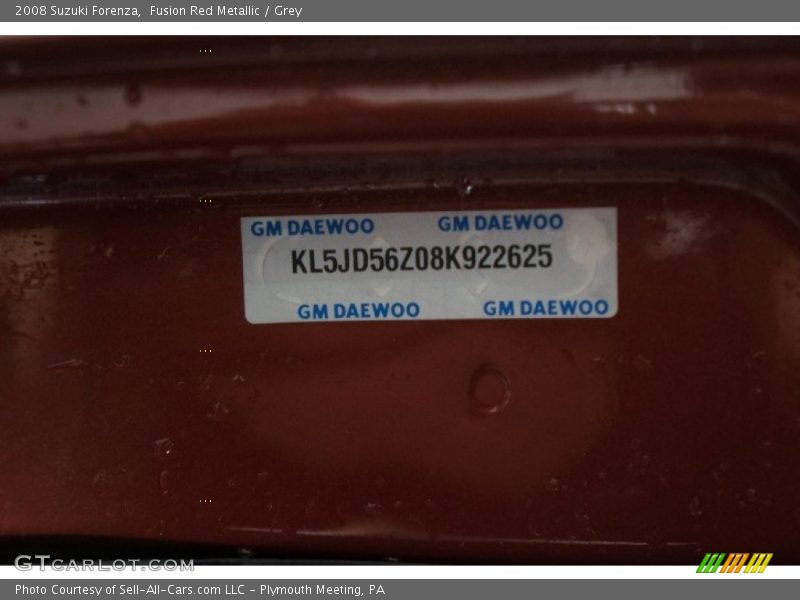 2008 Suzuki Forenza,  Fusion Red Metallic / Grey
GM DAEWOO GM DAEWOO
KL5JD56Z08K922625
GM DAEWOO GM DAEWOO
GTcarlot.com
Photo Courtesy of Sell-All-Cars.com LLC - Plymouth Meeting, PA